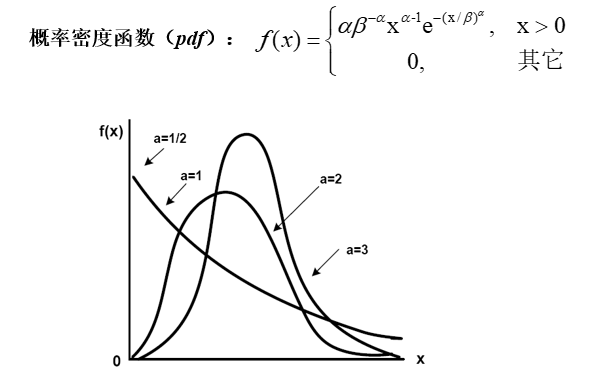 概率密度函数（pdf）： f(x) = { αβ^{-α}x^{α-1}e^{-(x/β)^α}, x > 0
0, 其它
f(x)
a=1/2
a=1
a=2
a=3
0
x